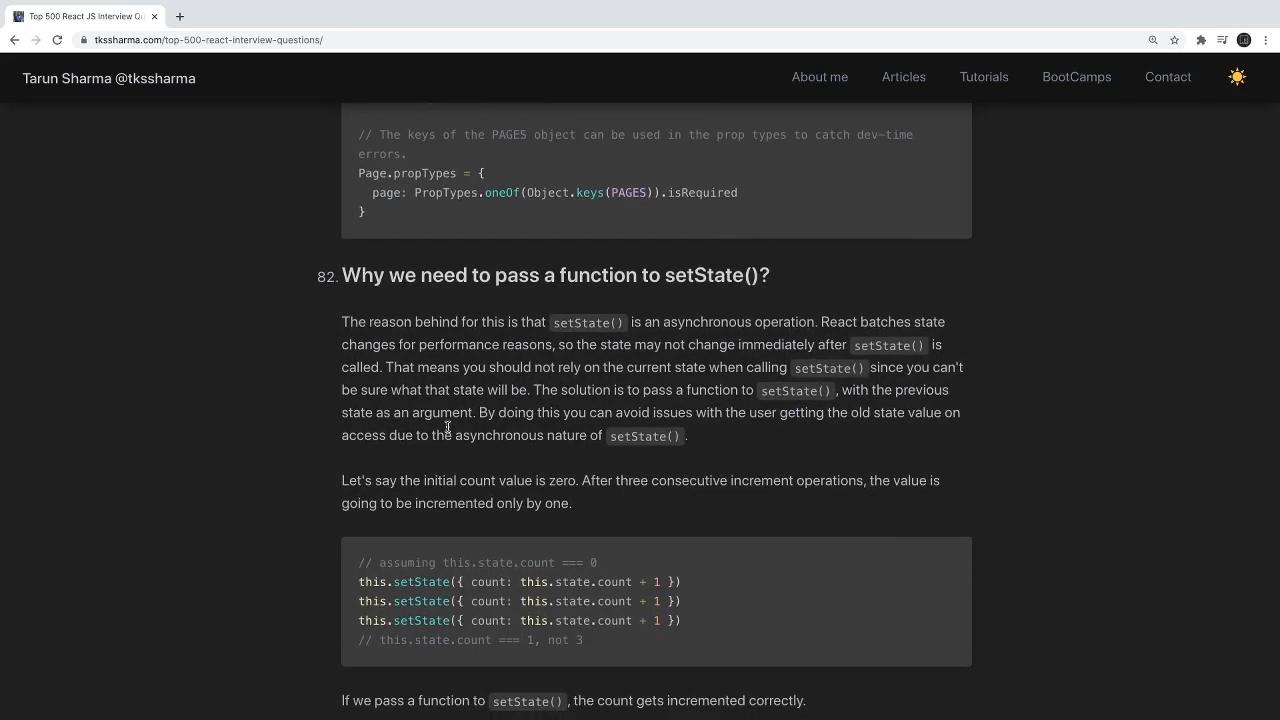 Top 500 React JS Interview Qu
tkssharma.com/top-500-react-interview-questions/
Tarun Sharma @tkssharma
About me
Articles
Tutorials
BootCamps
Contact
// The keys of the PAGES object can be used in the prop types to catch dev-time
errors.
Page.propTypes = {
page: PropTypes.oneOf(Object.keys(PAGES)).isRequired
}
82. Why we need to pass a function to setState()?
The reason behind for this is that setState() is an asynchronous operation. React batches state
changes for performance reasons, so the state may not change immediately after setState() is
called. That means you should not rely on the current state when calling setState() since you can't
be sure what that state will be. The solution is to pass a function to setState(), with the previous
state as an argument. By doing this you can avoid issues with the user getting the old state value on
access due to the asynchronous nature of setState().
Let's say the initial count value is zero. After three consecutive increment operations, the value is
going to be incremented only by one.
// assuming this.state.count === 0
this.setState({ count: this.state.count + 1 })
this.setState({ count: this.state.count + 1 })
this.setState({ count: this.state.count + 1 })
// this.state.count === 1, not 3
If we pass a function to setState(), the count gets incremented correctly.